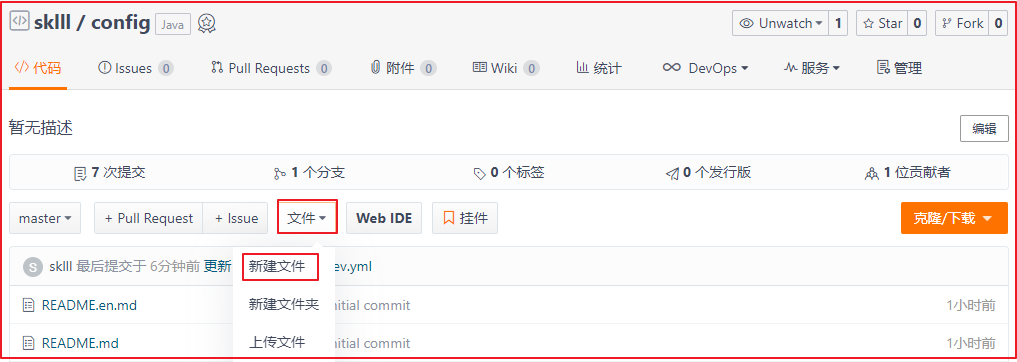 sklll / config Java
Unwatch 1 Star 0 Fork 0
代码 Issues 0 Pull Requests 0 附件 0 Wiki 0 统计 DevOps 服务 管理
暂无描述 编辑
7 次提交 1 个分支 0 个标签 0 个发行版 1 位贡献者
master + Pull Request + Issue 文件 Web IDE 挂件 克隆/下载
S sklll 最后提交于 6分钟前 更新 ev.yml
新建文件
README.en.md nitial commit 1小时前
新建文件夹
README.md nitial commit 1小时前
上传文件